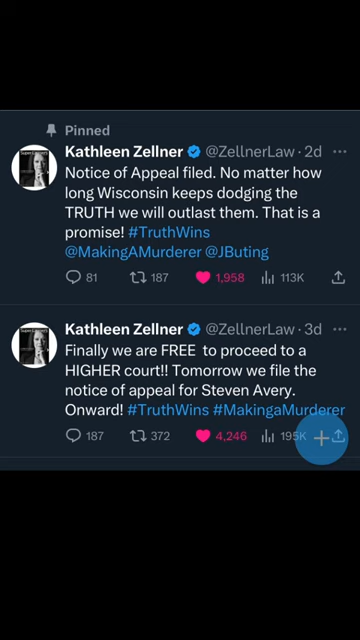 Pinned
Kathleen Zellner @ZellnerLaw · 2d
Notice of Appeal filed. No matter how
long Wisconsin keeps dodging the
TRUTH we will outlast them. That is a
promise! #TruthWins
@MakingAMurderer @JButing
81 187 1,958 113K
Kathleen Zellner @ZellnerLaw · 3d
Finally we are FREE to proceed to a
HIGHER court!! Tomorrow we file the
notice of appeal for Steven Avery.
Onward! #TruthWins #MakingaMurderer
187 372 4,246 195K